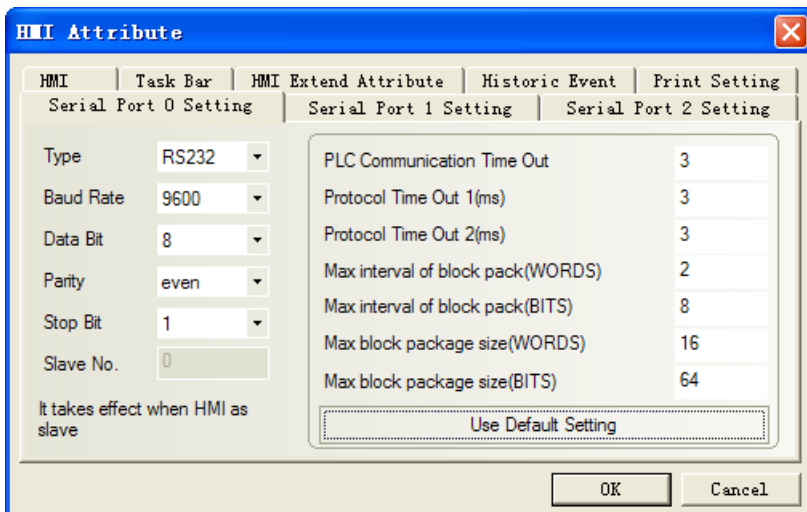 HMI Attribute
HMI
Task Bar
HMI Extend Attribute
Historic Event
Print Setting
Serial Port 0 Setting
Serial Port 1 Setting
Serial Port 2 Setting
Type
RS232
Baud Rate
9600
Data Bit
8
Parity
even
Stop Bit
1
Slave No.
0
It takes effect when HMI as
slave
PLC Communication Time Out
3
Protocol Time Out 1(ms)
3
Protocol Time Out 2(ms)
3
Max interval of block pack(WORDS)
2
Max interval of block pack(BITS)
8
Max block package size(WORDS)
16
Max block package size(BITS)
64
Use Default Setting
OK
Cancel